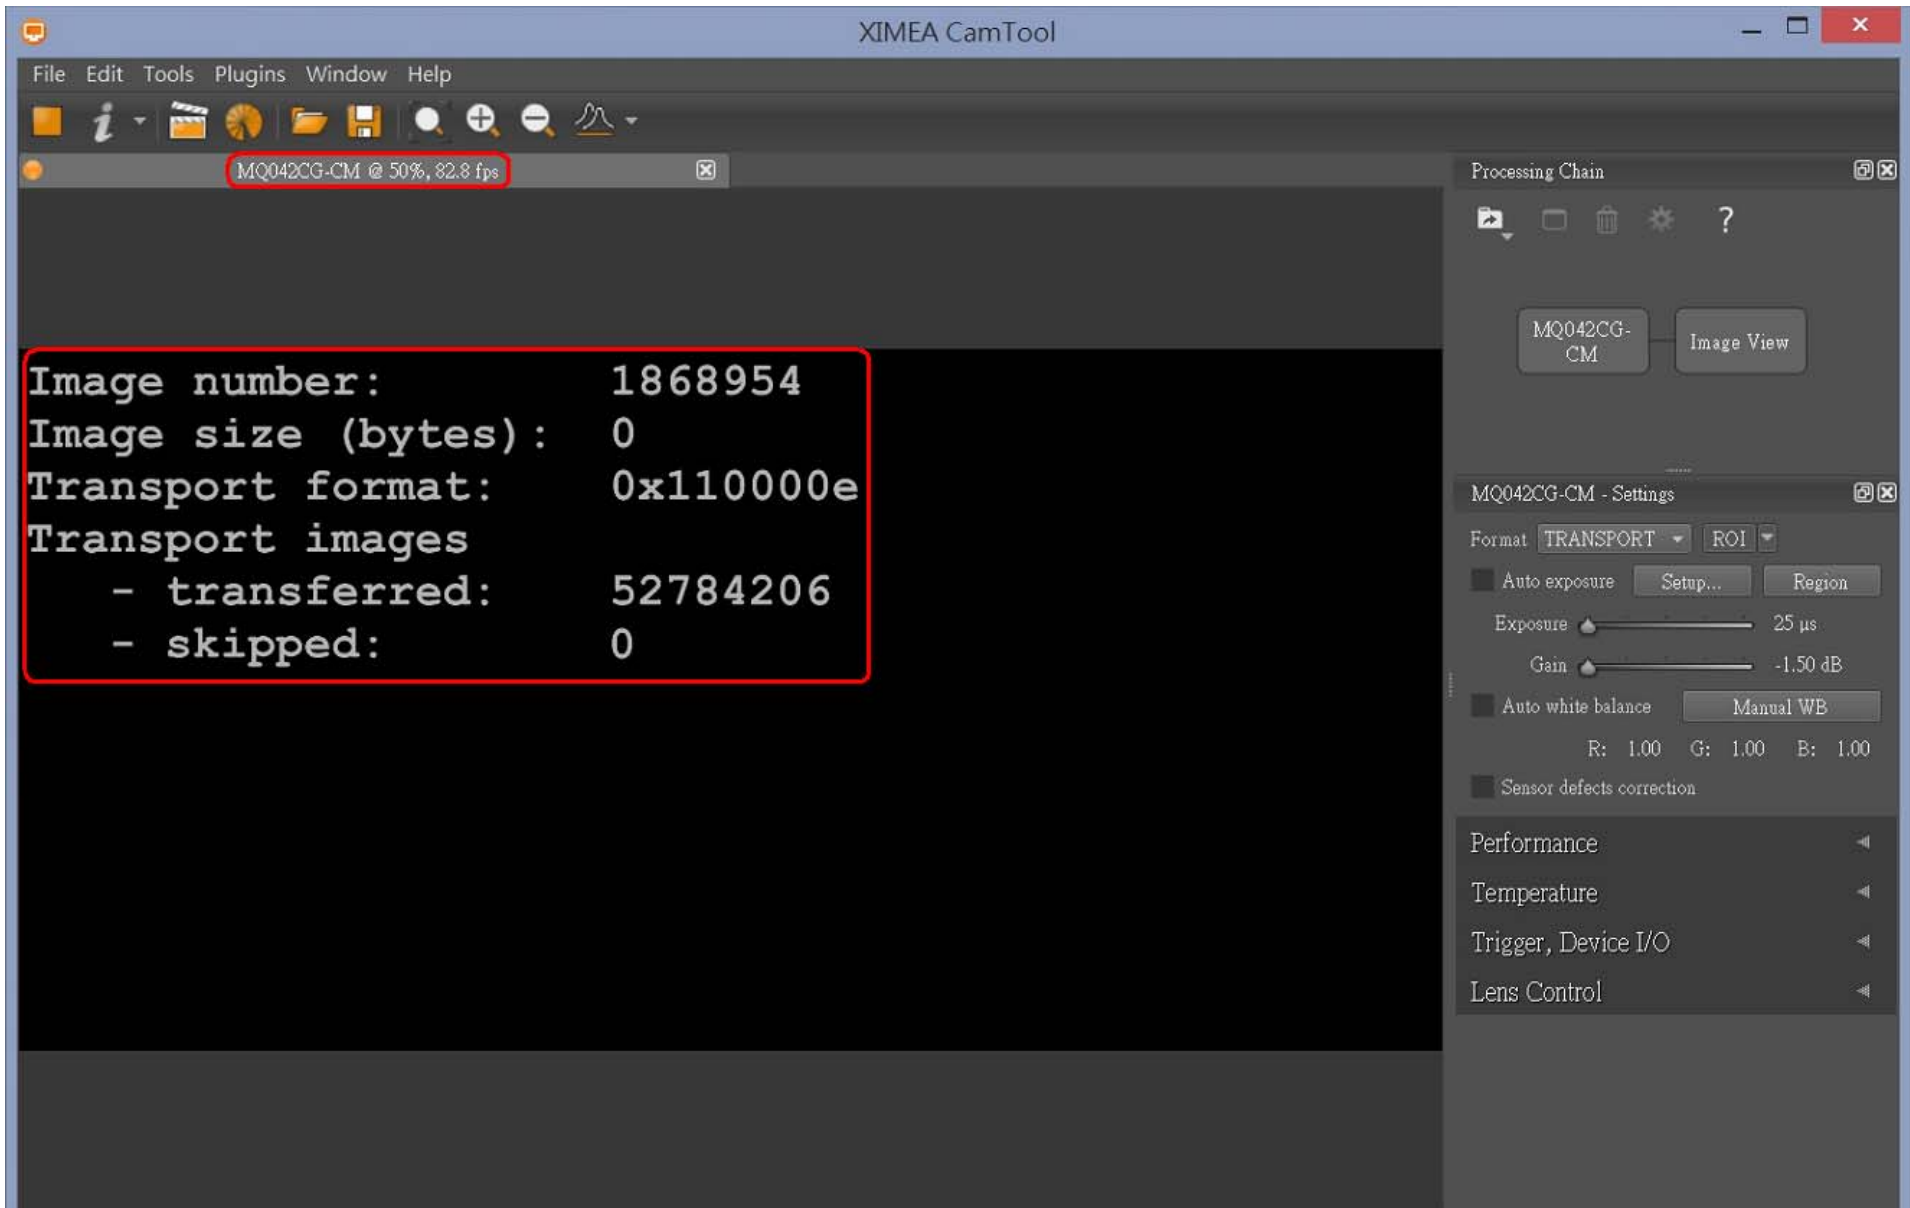 XIMEA CamTool
File Edit Tools Plugins Window Help
MQ042CG-CM @ 50%, 82.8 fps
Image number: 1868954
Image size (bytes): 0
Transport format: 0x110000e
Transport images
- transferred: 52784206
- skipped: 0
Processing Chain
?
MQ042CG-
CM
Image View
MQ042CG-CM - Settings
Format TRANSPORT ROI
Auto exposure Setup... Region
Exposure 25 µs
Gain -1.50 dB
Auto white balance Manual WB
R: 1.00 G: 1.00 B: 1.00
Sensor defects correction
Performance
Temperature
Trigger, Device I/O
Lens Control